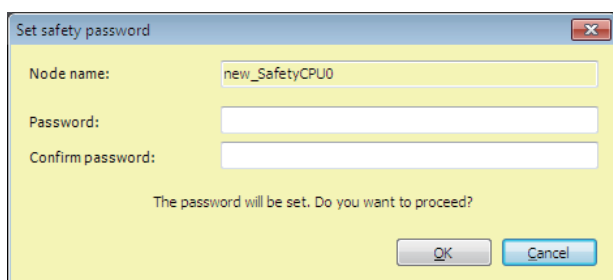 Set safety password
Node name: new_SafetyCPU0
Password:
Confirm password:
The password will be set. Do you want to proceed?
OK Cancel